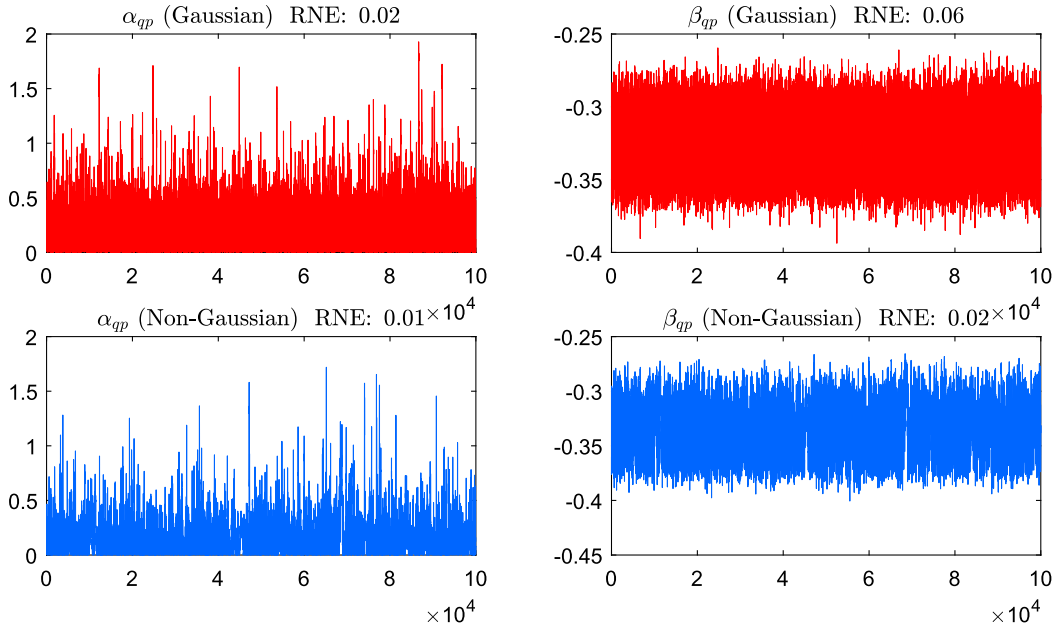 α_qp (Gaussian) RNE: 0.02
2
1.5
1
0.5
0
0 2 4 6 8 10
×10^4
β_qp (Gaussian) RNE: 0.06
-0.25
-0.3
-0.35
-0.4
0 2 4 6 8 10
×10^4
α_qp (Non-Gaussian) RNE: 0.01
2
1.5
1
0.5
0
0 2 4 6 8 10
×10^4
β_qp (Non-Gaussian) RNE: 0.02
-0.25
-0.3
-0.35
-0.4
-0.45
0 2 4 6 8 10
×10^4